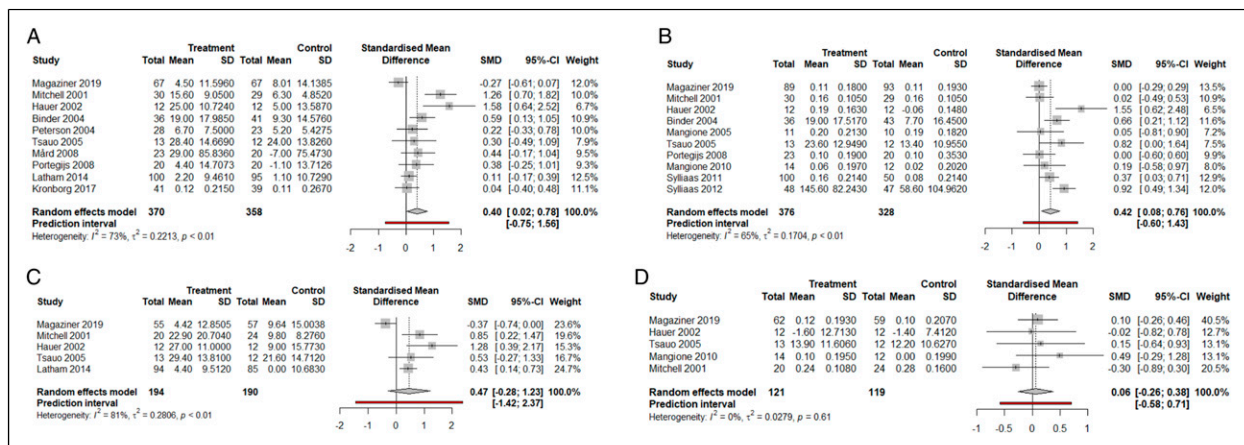 A
Treatment Control Standardised Mean
Study Total Mean SD Total Mean SD Difference SMD 95%-CI Weight
Magaziner 2019 67 4.50 11.5960 67 8.01 14.1385 -0.27 [-0.61; 0.07] 12.0%
Mitchell 2001 30 15.60 9.0500 29 6.30 4.8520 1.26 [0.70; 1.82] 10.0%
Hauer 2002 12 25.00 10.7240 12 5.00 13.5870 1.58 [0.64; 2.52] 6.7%
Binder 2004 36 19.00 17.9850 41 9.30 14.5760 0.59 [0.13; 1.05] 10.9%
Peterson 2004 28 6.70 7.5000 23 5.20 5.4275 0.22 [-0.33; 0.78] 10.0%
Tsauo 2005 13 28.40 14.6690 12 24.00 13.8260 0.30 [-0.49; 1.09] 7.9%
Mård 2008 23 29.00 85.8360 20 -7.00 75.4730 0.44 [-0.17; 1.04] 9.5%
Portegijs 2008 20 4.40 14.7073 20 -1.10 13.7126 0.38 [-0.25; 1.01] 9.3%
Latham 2014 100 2.20 9.4610 95 1.10 10.7290 0.11 [-0.17; 0.39] 12.5%
Kronborg 2017 41 0.12 0.2150 39 0.11 0.2670 0.04 [-0.40; 0.48] 11.1%
Random effects model 370 358 0.40 [0.02; 0.78] 100.0%
Prediction interval [-0.75; 1.56]
Heterogeneity: I² = 73%, τ² = 0.2213, p < 0.01
-2 -1 0 1 2
B
Treatment Control Standardised Mean
Study Total Mean SD Total Mean SD Difference SMD 95%-CI Weight
Magaziner 2019 89 0.11 0.1800 93 0.11 0.1930 0.00 [-0.29; 0.29] 13.5%
Mitchell 2001 30 0.16 0.1050 29 0.16 0.1050 0.02 [-0.49; 0.53] 10.9%
Hauer 2002 12 0.19 0.1630 12 -0.06 0.1480 1.55 [0.62; 2.48] 6.5%
Binder 2004 36 19.00 17.5170 43 7.70 16.4500 0.66 [0.21; 1.12] 11.6%
Mangione 2005 11 0.20 0.2130 10 0.19 0.1820 0.05 [-0.81; 0.90] 7.2%
Tsauo 2005 13 23.60 12.9490 12 13.40 10.9550 0.82 [0.00; 1.64] 7.5%
Portegijs 2008 23 0.10 0.1900 20 0.10 0.3530 0.00 [-0.60; 0.60] 9.8%
Mangione 2010 14 0.06 0.1970 12 0.02 0.2020 0.19 [-0.58; 0.97] 7.9%
Sylliaas 2011 100 0.16 0.2140 50 0.08 0.2140 0.37 [0.03; 0.71] 12.9%
Sylliaas 2012 48 145.60 82.2430 47 58.60 104.9620 0.92 [0.49; 1.34] 12.0%
Random effects model 376 328 0.42 [0.08; 0.76] 100.0%
Prediction interval [-0.60; 1.43]
Heterogeneity: I² = 65%, τ² = 0.1704, p < 0.01
-2 -1 0 1 2
C
Treatment Control Standardised Mean
Study Total Mean SD Total Mean SD Difference SMD 95%-CI Weight
Magaziner 2019 55 4.42 12.8505 57 9.64 15.0038 -0.37 [-0.74; 0.00] 23.6%
Mitchell 2001 20 22.90 20.7040 24 9.80 8.2760 0.85 [0.22; 1.47] 20.4%
Hauer 2002 12 27.00 11.0000 12 9.00 15.7730 1.28 [0.39; 2.17] 15.3%
Tsauo 2005 13 29.40 13.8100 12 21.60 14.7120 0.53 [-0.27; 1.33] 17.0%
Latham 2014 94 4.40 9.5120 85 0.00 10.6830 0.43 [0.14; 0.73] 24.7%
Random effects model 194 190 0.47 [-0.28; 1.23] 100.0%
Prediction interval [-1.42; 2.37]
Heterogeneity: I² = 81%, τ² = 0.2806, p < 0.01
-2 -1 0 1 2
D
Treatment Control Standardised Mean
Study Total Mean SD Total Mean SD Difference SMD 95%-CI Weight
Magaziner 2019 62 0.12 0.1930 59 0.10 0.2070 0.10 [-0.26; 0.46] 40.5%
Hauer 2002 12 -1.60 12.7130 12 -1.40 7.4120 -0.02 [-0.82; 0.78] 12.7%
Tsauo 2005 13 13.90 11.6060 12 12.20 10.6270 0.15 [-0.64; 0.93] 13.1%
Mangione 2010 14 0.10 0.1950 12 0.00 0.1990 0.49 [-0.29; 1.28] 13.1%
Mitchell 2001 20 0.24 0.1080 24 0.28 0.1600 -0.30 [-0.89; 0.30] 20.5%
Random effects model 121 119 0.06 [-0.26; 0.38] 100.0%
Prediction interval [-0.58; 0.71]
Heterogeneity: I² = 0%, τ² = 0.0279, p = 0.61
-1 -0.5 0 0.5 1